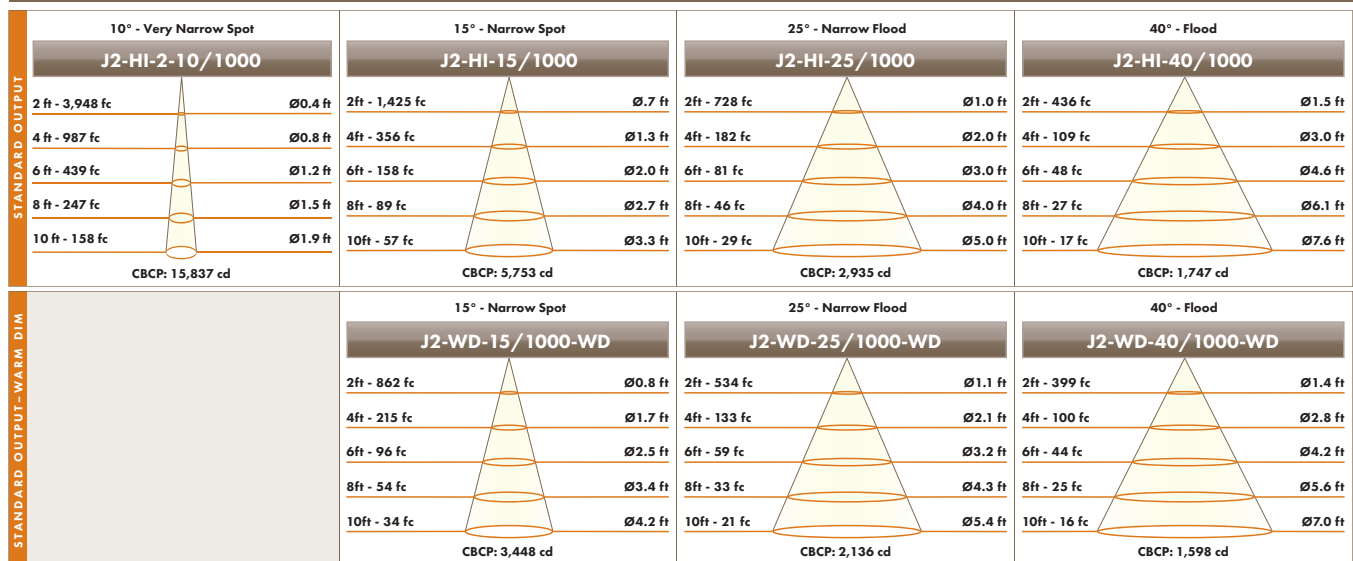 STANDARD OUTPUT
10° - Very Narrow Spot
J2-HI-2-10/1000
2 ft - 3,948 fc Ø0.4 ft
4 ft - 987 fc Ø0.8 ft
6 ft - 439 fc Ø1.2 ft
8 ft - 247 fc Ø1.5 ft
10 ft - 158 fc Ø1.9 ft
CBCP: 15,837 cd
15° - Narrow Spot
J2-HI-15/1000
2ft - 1,425 fc Ø.7 ft
4ft - 356 fc Ø1.3 ft
6ft - 158 fc Ø2.0 ft
8ft - 89 fc Ø2.7 ft
10ft - 57 fc Ø3.3 ft
CBCP: 5,753 cd
25° - Narrow Flood
J2-HI-25/1000
2ft - 728 fc Ø1.0 ft
4ft - 182 fc Ø2.0 ft
6ft - 81 fc Ø3.0 ft
8ft - 46 fc Ø4.0 ft
10ft - 29 fc Ø5.0 ft
CBCP: 2,935 cd
40° - Flood
J2-HI-40/1000
2ft - 436 fc Ø1.5 ft
4ft - 109 fc Ø3.0 ft
6ft - 48 fc Ø4.6 ft
8ft - 27 fc Ø6.1 ft
10ft - 17 fc Ø7.6 ft
CBCP: 1,747 cd
STANDARD OUTPUT–WARM DIM
15° - Narrow Spot
J2-WD-15/1000-WD
2ft - 862 fc Ø0.8 ft
4ft - 215 fc Ø1.7 ft
6ft - 96 fc Ø2.5 ft
8ft - 54 fc Ø3.4 ft
10ft - 34 fc Ø4.2 ft
CBCP: 3,448 cd
25° - Narrow Flood
J2-WD-25/1000-WD
2ft - 534 fc Ø1.1 ft
4ft - 133 fc Ø2.1 ft
6ft - 59 fc Ø3.2 ft
8ft - 33 fc Ø4.3 ft
10ft - 21 fc Ø5.4 ft
CBCP: 2,136 cd
40° - Flood
J2-WD-40/1000-WD
2ft - 399 fc Ø1.4 ft
4ft - 100 fc Ø2.8 ft
6ft - 44 fc Ø4.2 ft
8ft - 25 fc Ø5.6 ft
10ft - 16 fc Ø7.0 ft
CBCP: 1,598 cd